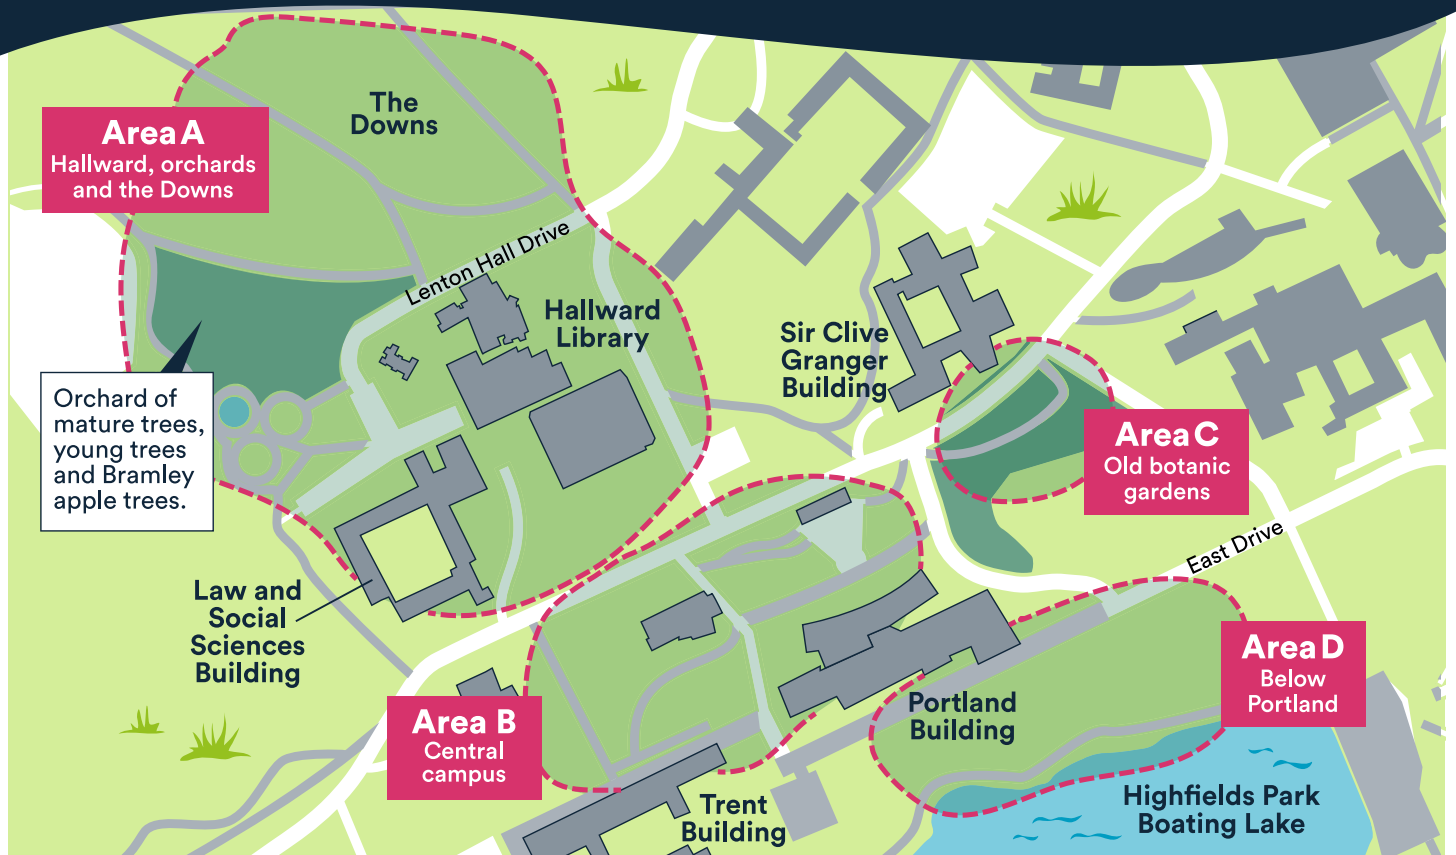 The
Downs
Area A
Hallward, orchards
and the Downs
Lenton Hall Drive
Hallward
Library
Sir Clive
Granger
Building
Orchard of
mature trees,
young trees
and Bramley
apple trees.
Area C
Old botanic
gardens
East Drive
Law and
Social
Sciences
Building
Area D
Below
Portland
Area B
Central
campus
Portland
Building
Trent
Building
Highfields Park
Boating Lake